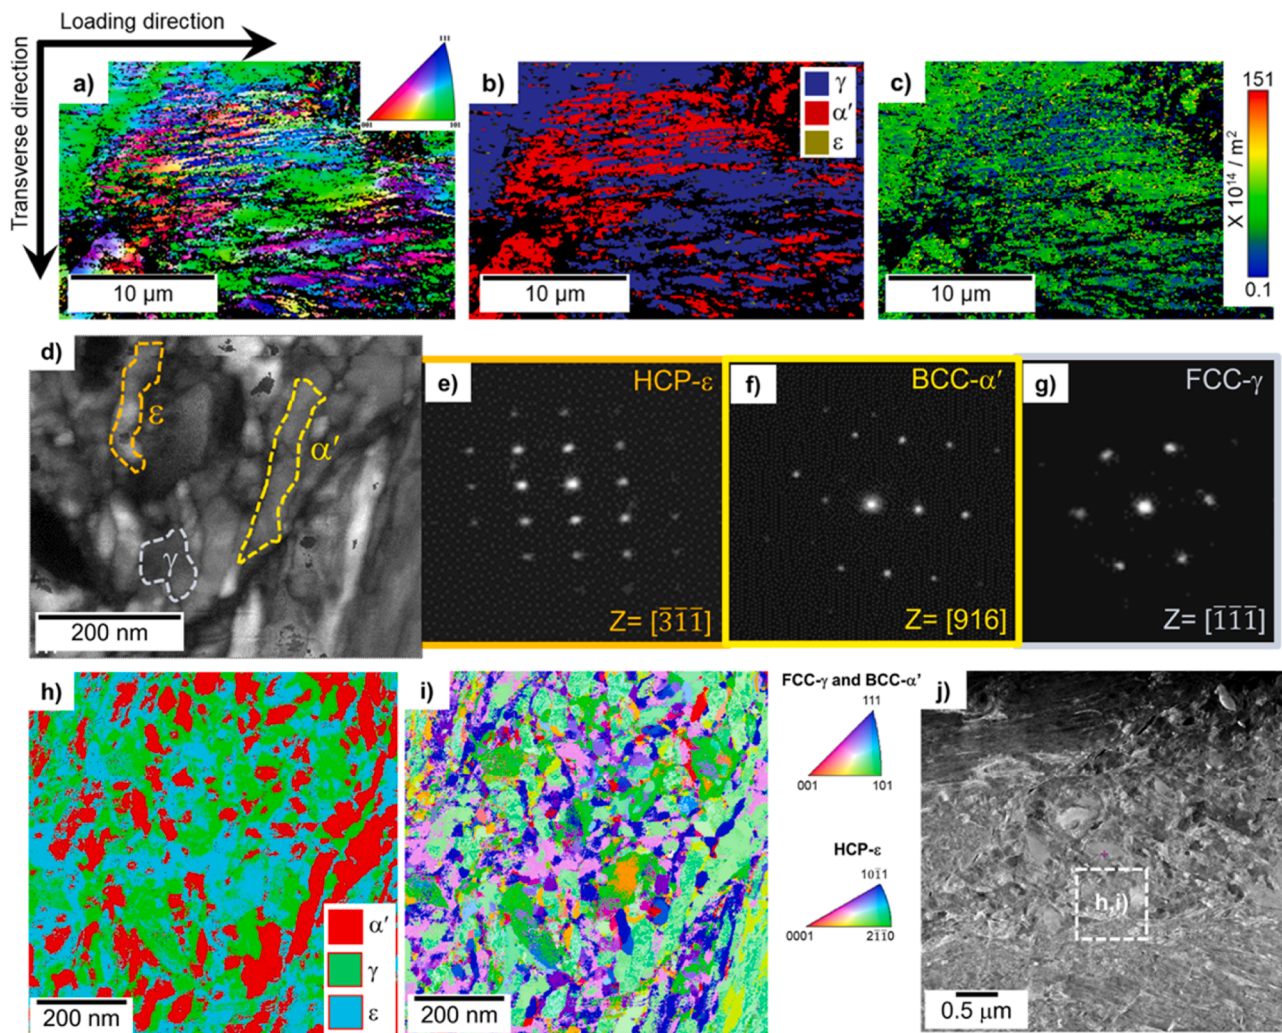 Loading direction
Transverse direction
a)
111
001
101
10 μm
b)
γ
α′
ε
10 μm
c)
151
X 10¹⁴ / m²
0.1
10 μm
d)
ε
α′
γ
200 nm
e)
HCP-ε
Z= [3̅1̅1̅]
f)
BCC-α′
Z= [916]
g)
FCC-γ
Z= [1̅1̅1̅]
h)
α′
γ
ε
200 nm
i)
200 nm
FCC-γ and BCC-α′
111
001
101
HCP-ε
101̅1
0001
21̅1̅0
j)
h,i)
0.5 μm